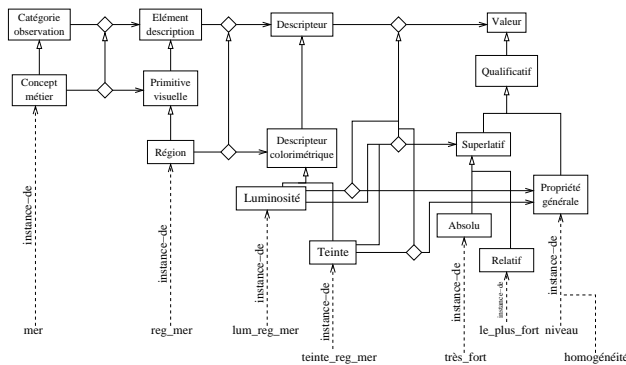 Catégorie
observation
Elément
description
Descripteur
Valeur
Concept
métier
Primitive
visuelle
Qualificatif
Région
Descripteur
colorimétrique
Superlatif
Luminosité
Propriété
générale
Absolu
Teinte
Relatif
instance-de
instance-de
instance-de
instance-de
instance-de
instance-de
instance-de
mer
reg_mer
lum_reg_mer
le_plus_fort
niveau
teinte_reg_mer
très_fort
homogénéité